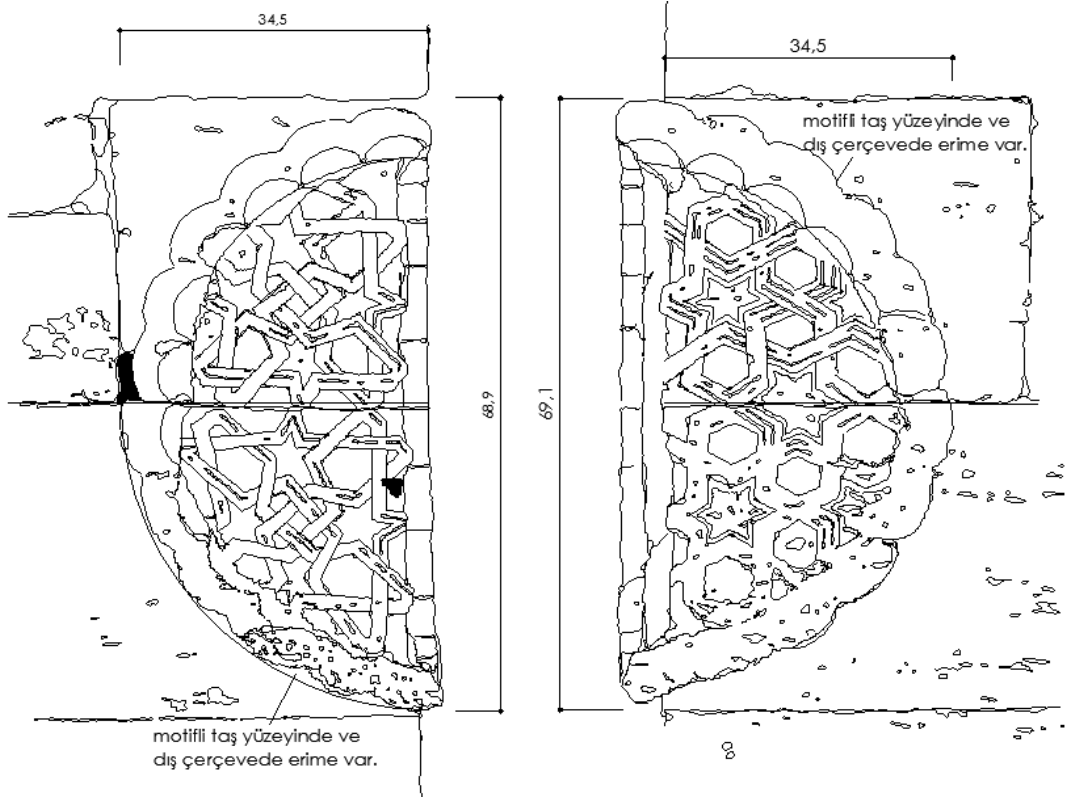 34,5
34,5
motifli taş yüzeyinde ve
dış çerçevede erime var.
68,9
69,1
motifli taş yüzeyinde ve
dış çerçevede erime var.